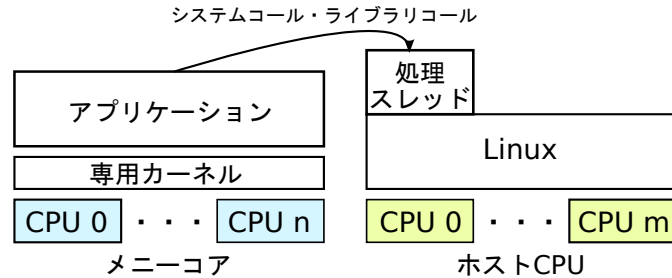 システムコール・ライブラリコール
処理
スレッド
アプリケーション
Linux
専用カーネル
CPU 0 ・・・ CPU n
CPU 0 ・・・ CPU m
メニーコア
ホストCPU